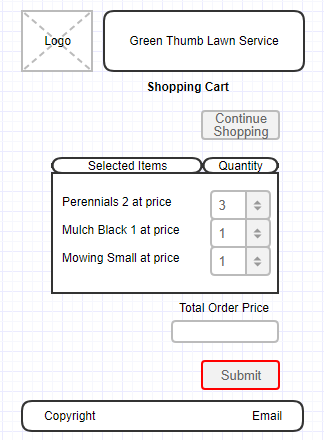 Logo
Green Thumb Lawn Service
Shopping Cart
Continue
Shopping
Selected Items Quantity
Perennials 2 at price 3
Mulch Black 1 at price 1
Mowing Small at price 1
Total Order Price
Submit
Copyright Email